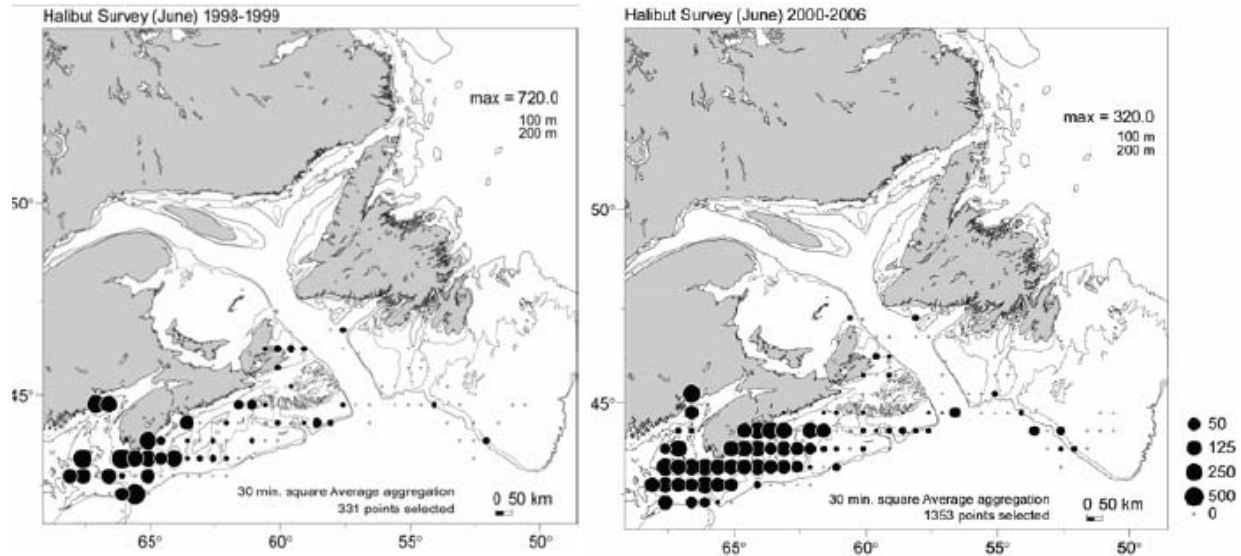 Halibut Survey (June) 1998-1999
max = 720.0
100 m
200 m
50°
45°
30 min. square Average aggregation
331 points selected
0 50 km
65°
60°
55°
50°
Halibut Survey (June) 2000-2006
max = 320.0
100 m
200 m
50°
45°
30 min. square Average aggregation
1353 points selected
0 50 km
65°
60°
55°
50°
50
125
250
500
0